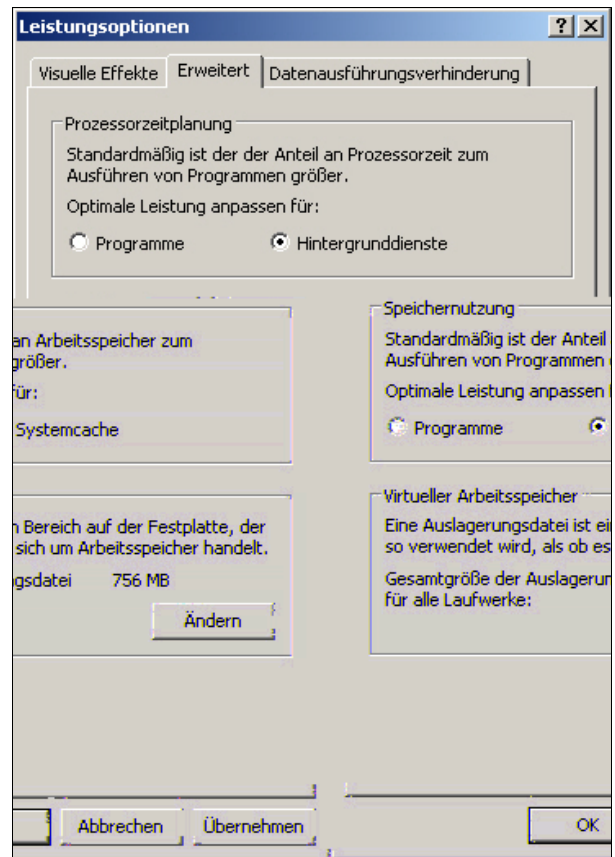 Leistungsoptionen
Visuelle Effekte Erweitert Datenausführungsverhinderung
Prozessorzeitplanung
Standardmäßig ist der der Anteil an Prozessorzeit zum
Ausführen von Programmen größer.
Optimale Leistung anpassen für:
Programme Hintergrunddienste
an Arbeitsspeicher zum
größer.
für:
Systemcache
Bereich auf der Festplatte, der
sich um Arbeitsspeicher handelt.
ngsdatei 756 MB
Ändern
Abbrechen Übernehmen
Speichernutzung
Standardmäßig ist der Anteil
Ausführen von Programmen
Optimale Leistung anpassen
Programme
Virtueller Arbeitsspeicher
Eine Auslagerungsdatei ist ei
so verwendet wird, als ob es
Gesamtgröße der Auslagerun
für alle Laufwerke:
OK